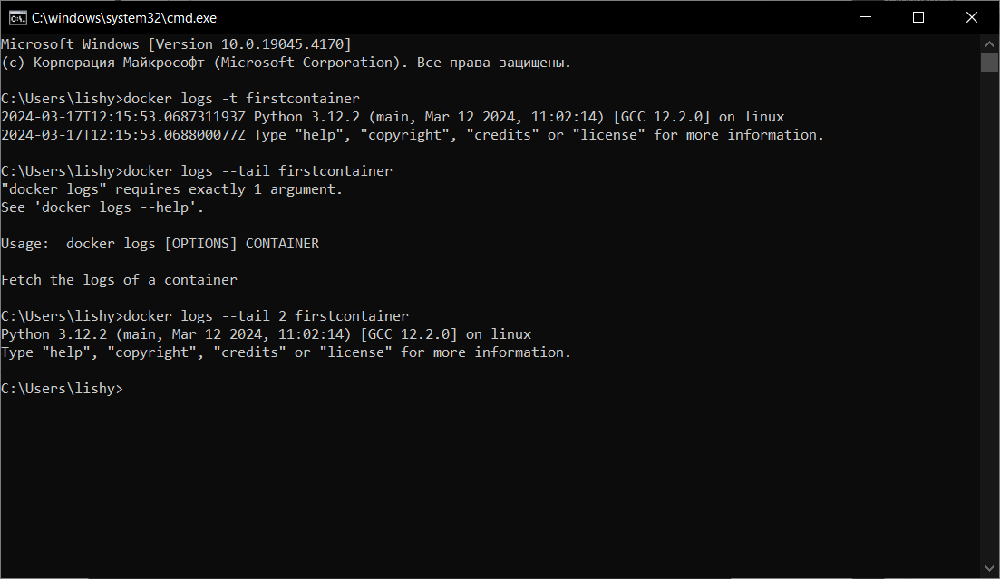 C:\windows\system32\cmd.exe
Microsoft Windows [Version 10.0.19045.4170]
(c) Корпорация Майкрософт (Microsoft Corporation). Все права защищены.
C:\Users\lishy>docker logs -t firstcontainer
2024-03-17T12:15:53.068731193Z Python 3.12.2 (main, Mar 12 2024, 11:02:14) [GCC 12.2.0] on linux
2024-03-17T12:15:53.068800077Z Type "help", "copyright", "credits" or "license" for more information.
C:\Users\lishy>docker logs --tail firstcontainer
"docker logs" requires exactly 1 argument.
See 'docker logs --help'.
Usage:  docker logs [OPTIONS] CONTAINER
Fetch the logs of a container
C:\Users\lishy>docker logs --tail 2 firstcontainer
Python 3.12.2 (main, Mar 12 2024, 11:02:14) [GCC 12.2.0] on linux
Type "help", "copyright", "credits" or "license" for more information.
C:\Users\lishy>